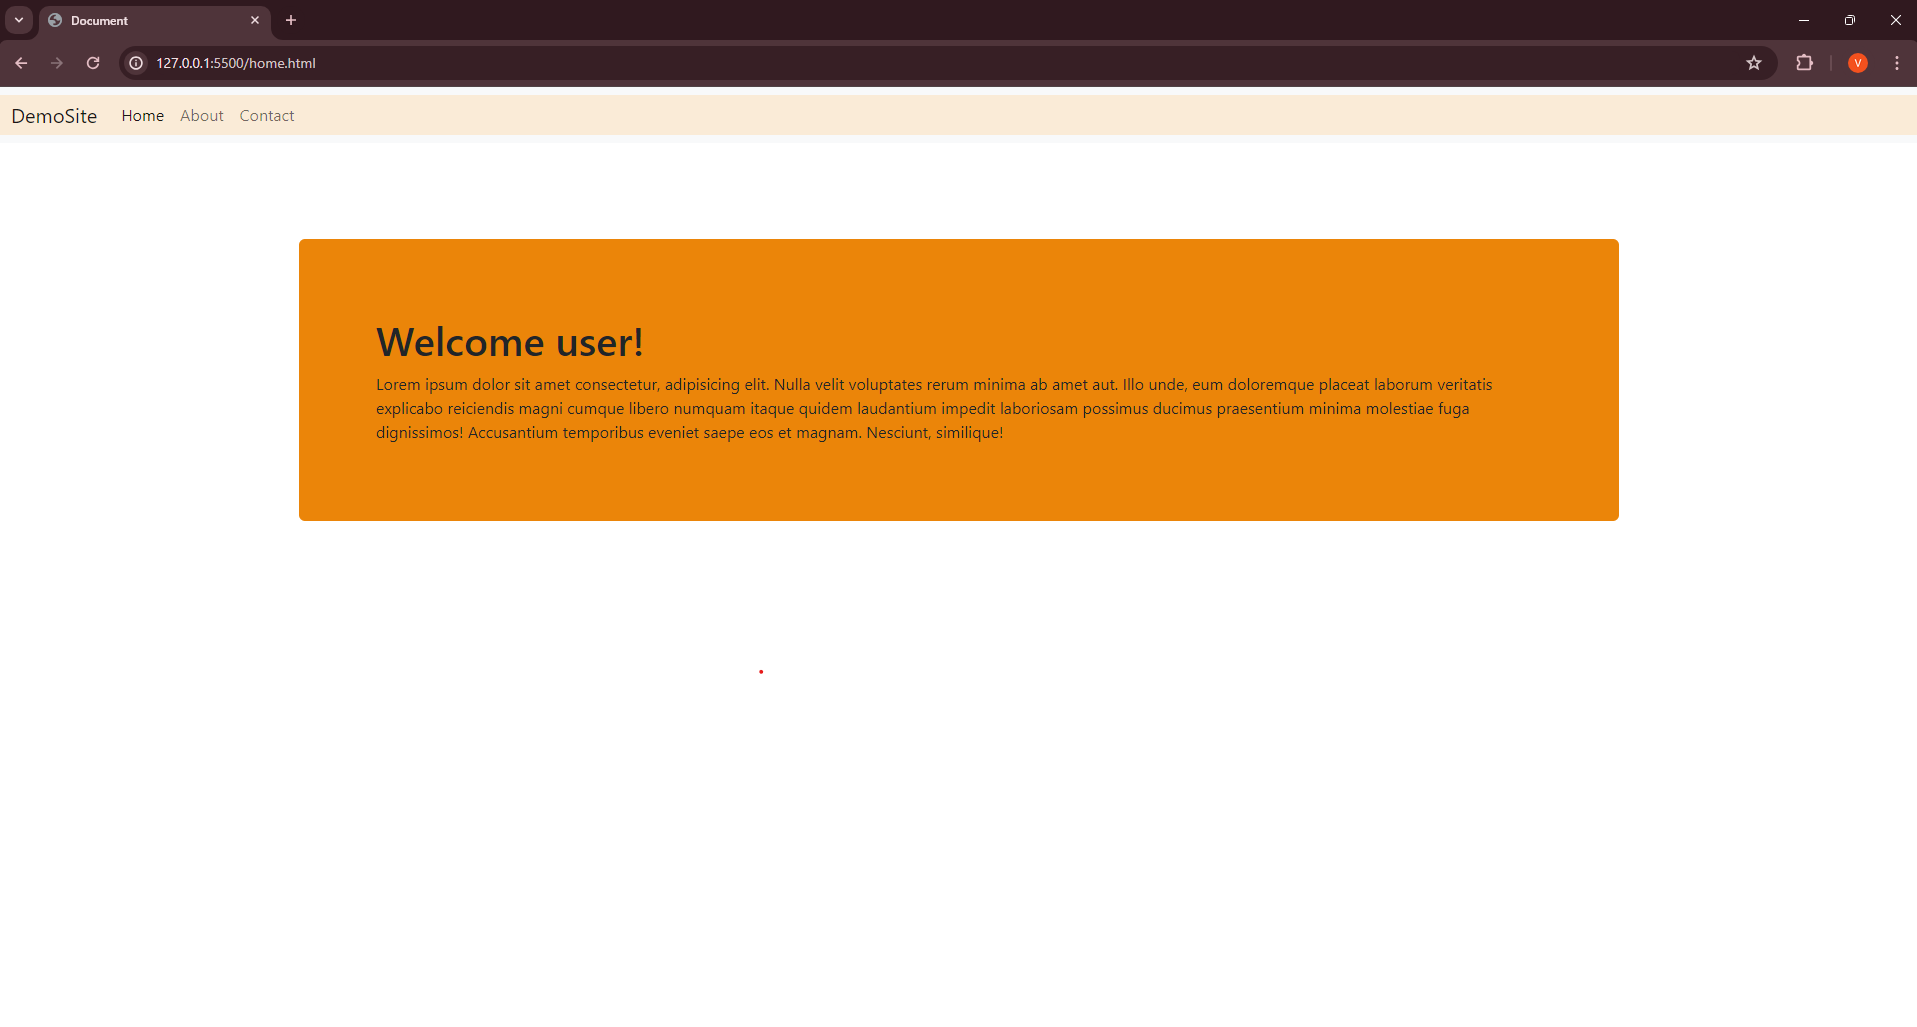 Document
127.0.0.1:5500/home.html
V
DemoSite Home About Contact
Welcome user!
Lorem ipsum dolor sit amet consectetur, adipisicing elit. Nulla velit voluptates rerum minima ab amet aut. Illo unde, eum doloremque placeat laborum veritatis
explicabo reiciendis magni cumque libero numquam itaque quidem laudantium impedit laboriosam possimus ducimus praesentium minima molestiae fuga
dignissimos! Accusantium temporibus eveniet saepe eos et magnam. Nesciunt, similique!